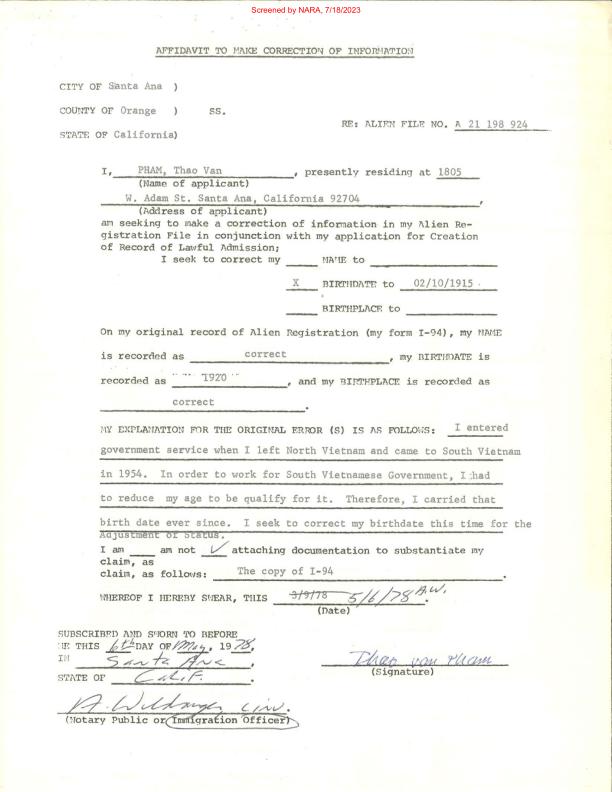 Screened by NARA, 7/18/2023
AFFIDAVIT TO MAKE CORRECTION OF INFORMATION
CITY OF Santa Ana )
COUNTY OF Orange ) SS.
RE: ALIEN FILE NO. A 21 198 924
STATE OF California)
I, PHAM, Thao Van, presently residing at 1805
(Name of applicant)
W. Adam St. Santa Ana, California 92704,
(Address of applicant)
am seeking to make a correction of information in my Alien Re-
gistration File in conjunction with my application for Creation
of Record of Lawful Admission;
I seek to correct my ____ NAME to ____
X BIRTHDATE to 02/10/1915.
____ BIRTHPLACE to ____
On my original record of Alien Registration (my form I-94), my NAME
is recorded as correct, my BIRTHDATE is
recorded as 1920, and my BIRTHPLACE is recorded as
correct.
MY EXPLANATION FOR THE ORIGINAL ERROR (S) IS AS FOLLOWS: I entered
government service when I left North Vietnam and came to South Vietnam
in 1954. In order to work for South Vietnamese Government, I had
to reduce my age to be qualify for it. Therefore, I carried that
birth date ever since. I seek to correct my birthdate this time for the
Adjustment of Status.
I am ____ am not ✓ attaching documentation to substantiate my
claim, as
claim, as follows: The copy of I-94.
WHEREOF I HEREBY SWEAR, THIS 3/9/78 5/6/78 A.W.
(Date)
SUBSCRIBED AND SWORN TO BEFORE
ME THIS 6th DAY OF May, 1978,
IN Santa Ana,
STATE OF Calif.
Thao van Pham
(Signature)
(Notary Public or Immigration Officer)